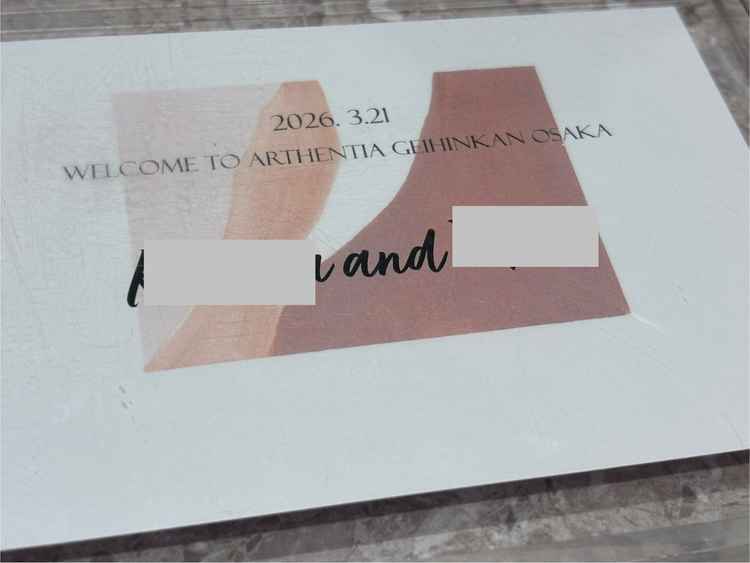 2026. 3.21
WELCOME TO ARTHENTIA GEIHINKAN OSAKA
and